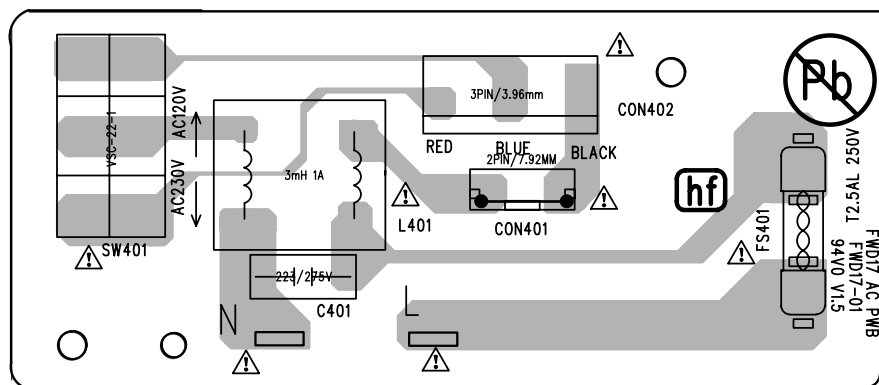 VSC-22-1
AC120V
AC230V
SW401
3mH 1A
L401
223/275V
C401
N
L
3PIN/3.96mm
CON402
RED
BLUE
BLACK
2PIN/7.92MM
CON401
hf
Pb
T2.5AL 250V
FS401
FWD17 AC PWB
FWD17-01
94V0 V1.5